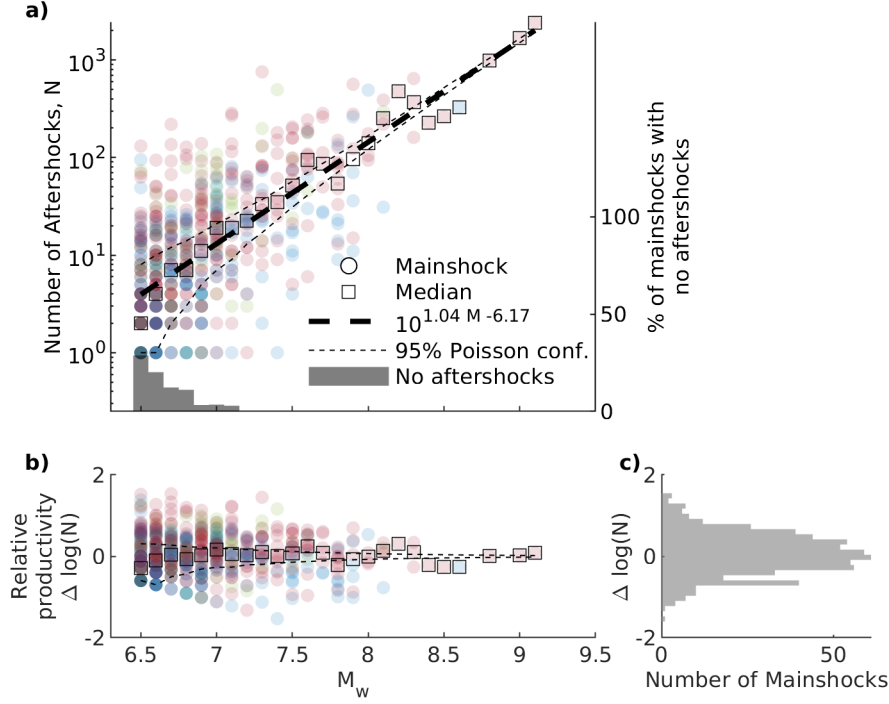 a)
Number of Aftershocks, N
10^3
10^2
10^1
10^0
% of mainshocks with
no aftershocks
100
50
0
Mainshock
Median
10^{1.04 M -6.17}
95% Poisson conf.
No aftershocks
b)
Relative
productivity
Δ log(N)
2
0
-2
6.5 7 7.5 8 8.5 9 9.5
M_w
c)
Δ log(N)
2
0
-2
0 50
Number of Mainshocks